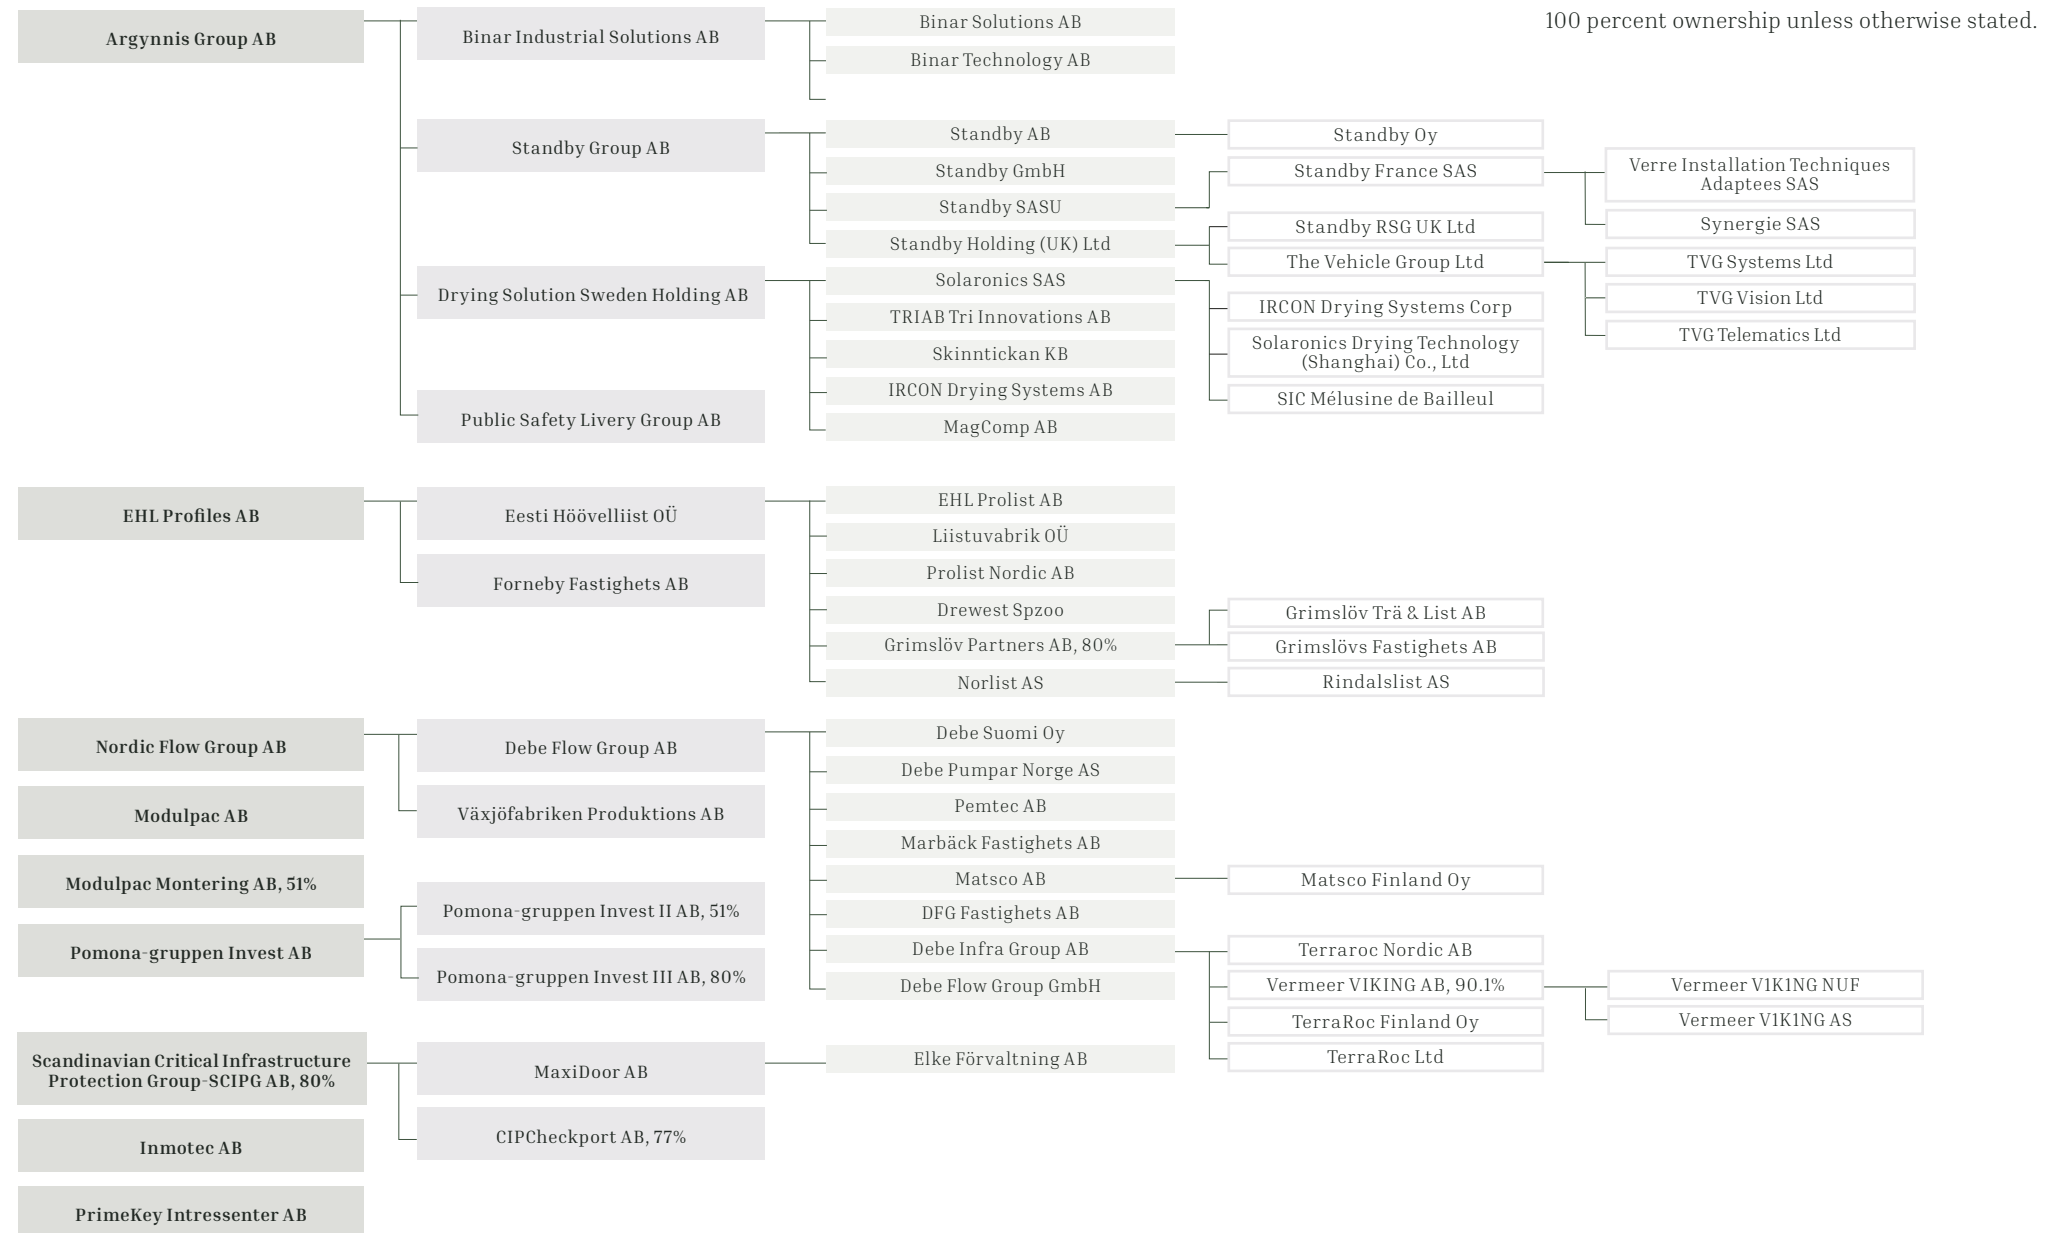 100 percent ownership unless otherwise stated.
Argynnis Group AB
Binar Industrial Solutions AB
Binar Solutions AB
Binar Technology AB
Standby Group AB
Standby AB
Standby Oy
Standby GmbH
Standby SASU
Standby France SAS
Verre Installation Techniques
Adaptees SAS
Synergie SAS
Standby Holding (UK) Ltd
Standby RSG UK Ltd
The Vehicle Group Ltd
TVG Systems Ltd
TVG Vision Ltd
TVG Telematics Ltd
Drying Solution Sweden Holding AB
Solaronics SAS
IRCON Drying Systems Corp
Solaronics Drying Technology
(Shanghai) Co., Ltd
SIC Mélusine de Bailleul
TRIAB Tri Innovations AB
Skinntickan KB
IRCON Drying Systems AB
MagComp AB
Public Safety Livery Group AB
EHL Profiles AB
Eesti Höövelliist OÜ
EHL Prolist AB
Liistuvabrik OÜ
Prolist Nordic AB
Drewest Spzoo
Grimslöv Partners AB, 80%
Grimslöv Trä & List AB
Grimslövs Fastighets AB
Norlist AS
Rindalslist AS
Forneby Fastighets AB
Nordic Flow Group AB
Debe Flow Group AB
Debe Suomi Oy
Debe Pumpar Norge AS
Pemtec AB
Marbäck Fastighets AB
Matsco AB
Matsco Finland Oy
DFG Fastighets AB
Debe Infra Group AB
Terraroc Nordic AB
Vermeer VIKING AB, 90.1%
Vermeer V1K1NG NUF
Vermeer V1K1NG AS
TerraRoc Finland Oy
TerraRoc Ltd
Debe Flow Group GmbH
Växjöfabriken Produktions AB
Modulpac AB
Modulpac Montering AB, 51%
Pomona-gruppen Invest AB
Pomona-gruppen Invest II AB, 51%
Pomona-gruppen Invest III AB, 80%
Scandinavian Critical Infrastructure
Protection Group-SCIPG AB, 80%
MaxiDoor AB
Elke Förvaltning AB
CIPCheckport AB, 77%
Inmotec AB
PrimeKey Intressenter AB